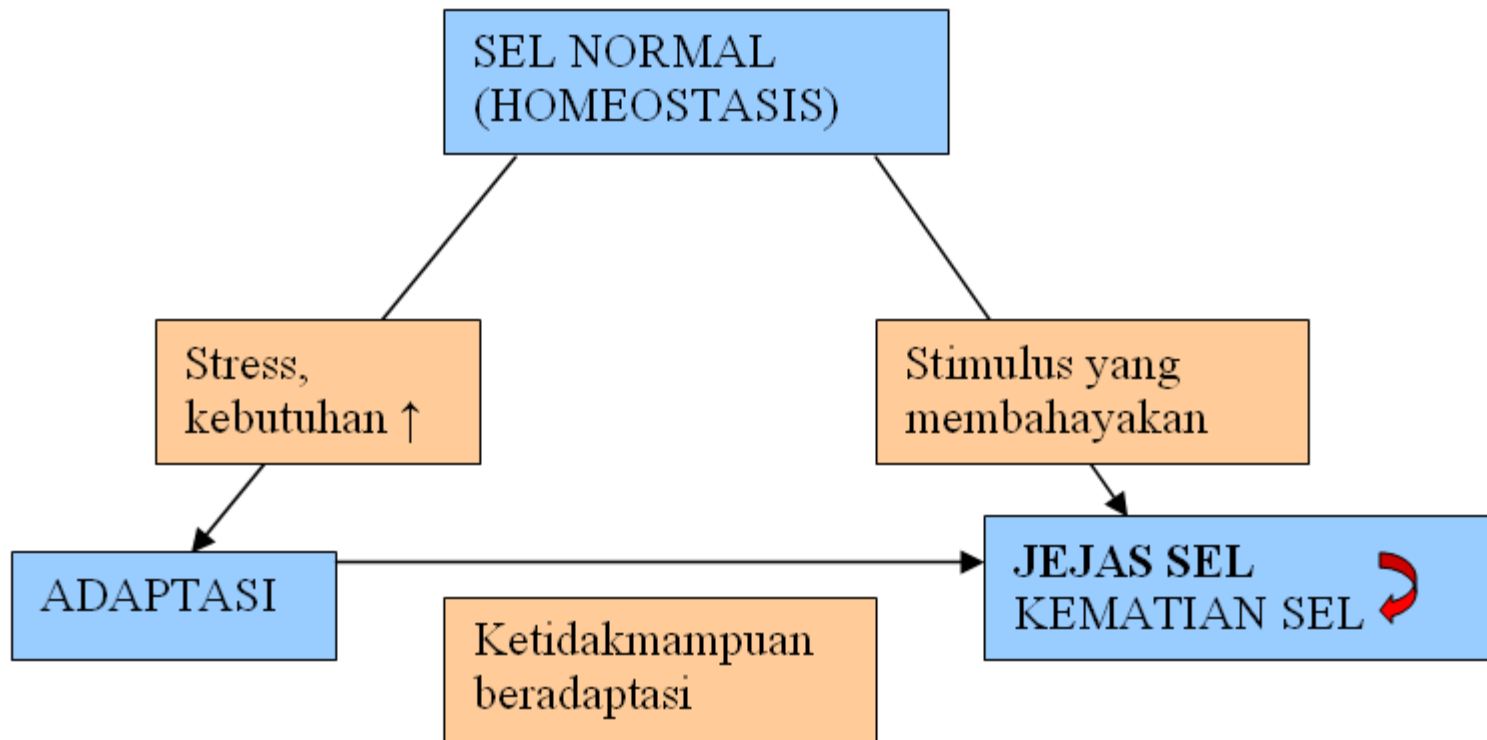 SEL NORMAL
(HOMEOSTASIS)
Stress,
kebutuhan ↑
Stimulus yang
membahayakan
ADAPTASI
JEJAS SEL
KEMATIAN SEL
Ketidakmampuan
beradaptasi